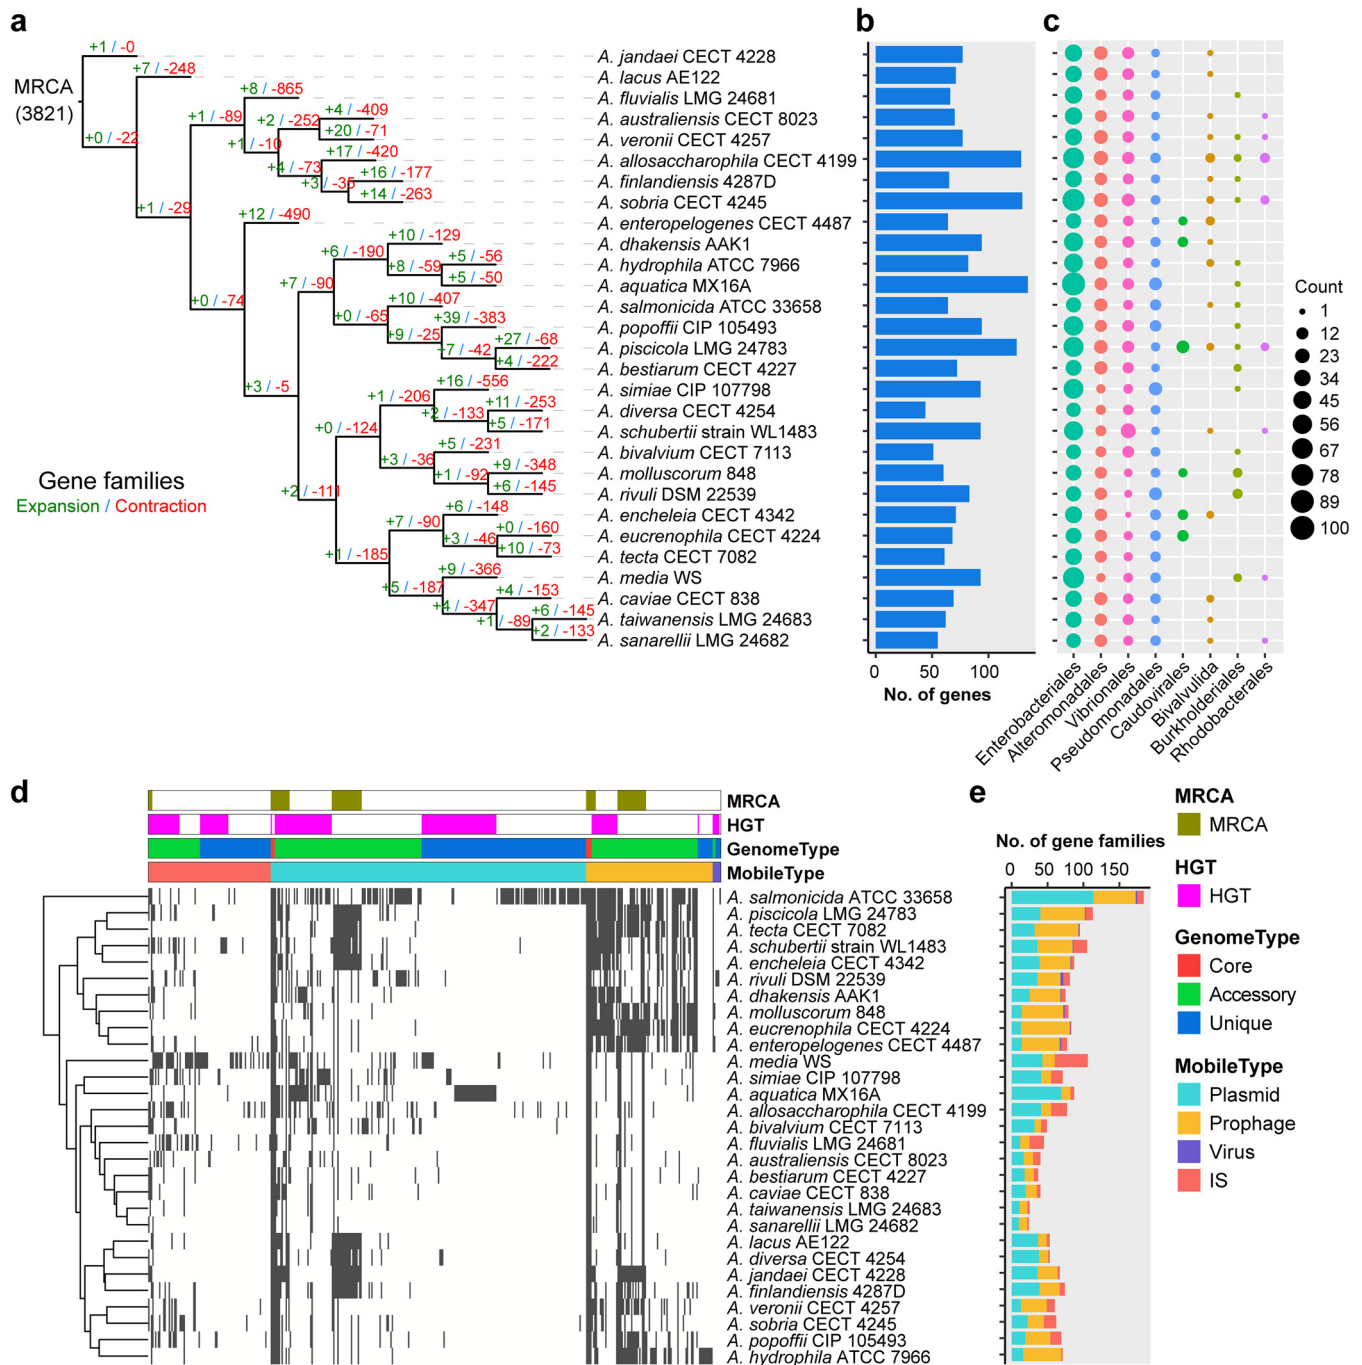 a
b
c
MRCA
(3821)
+1 / -0
+7 / -248
+0 / -22
+8 / -865
+1 / -89
+2 / -252
+4 / -409
+20 / -71
+1 / -10
+17 / -420
+4 / -73
+16 / -177
+3 / -35
+14 / -263
+1 / -29
+12 / -490
+10 / -129
+6 / -190
+5 / -56
+8 / -59
+5 / -50
+7 / -90
+0 / -74
+10 / -407
+0 / -65
+39 / -383
+9 / -25
+27 / -68
+7 / -42
+4 / -222
+3 / -5
+16 / -556
+1 / -206
+11 / -253
+2 / -133
+5 / -171
+0 / -124
+5 / -231
+3 / -36
+9 / -348
+1 / -92
+6 / -145
+2 / -111
+6 / -148
+7 / -90
+0 / -160
+3 / -46
+10 / -73
+1 / -185
+9 / -366
+5 / -187
+4 / -153
+4 / -347
+6 / -145
+1 / -89
+2 / -133
Gene families
Expansion / Contraction
A. jandaei CECT 4228
A. lacus AE122
A. fluvialis LMG 24681
A. australiensis CECT 8023
A. veronii CECT 4257
A. allosaccharophila CECT 4199
A. finlandiensis 4287D
A. sobria CECT 4245
A. enteropelogenes CECT 4487
A. dhakensis AAK1
A. hydrophila ATCC 7966
A. aquatica MX16A
A. salmonicida ATCC 33658
A. popoffii CIP 105493
A. piscicola LMG 24783
A. bestiarum CECT 4227
A. simiae CIP 107798
A. diversa CECT 4254
A. schubertii strain WL1483
A. bivalvium CECT 7113
A. molluscorum 848
A. rivuli DSM 22539
A. encheleia CECT 4342
A. eucrenophila CECT 4224
A. tecta CECT 7082
A. media WS
A. caviae CECT 838
A. taiwanensis LMG 24683
A. sanarellii LMG 24682
0 50 100
No. of genes
Enterobacteriales
Alteromonadales
Vibrionales
Pseudomonadales
Caudovirales
Bivalvulida
Burkholderiales
Rhodobacterales
Count
1
12
23
34
45
56
67
78
89
100
d
MRCA
HGT
GenomeType
MobileType
A. salmonicida ATCC 33658
A. piscicola LMG 24783
A. tecta CECT 7082
A. schubertii strain WL1483
A. encheleia CECT 4342
A. rivuli DSM 22539
A. dhakensis AAK1
A. molluscorum 848
A. eucrenophila CECT 4224
A. enteropelogenes CECT 4487
A. media WS
A. simiae CIP 107798
A. aquatica MX16A
A. allosaccharophila CECT 4199
A. bivalvium CECT 7113
A. fluvialis LMG 24681
A. australiensis CECT 8023
A. bestiarum CECT 4227
A. caviae CECT 838
A. taiwanensis LMG 24683
A. sanarellii LMG 24682
A. lacus AE122
A. diversa CECT 4254
A. jandaei CECT 4228
A. finlandiensis 4287D
A. veronii CECT 4257
A. sobria CECT 4245
A. popoffii CIP 105493
A. hydrophila ATCC 7966
e
No. of gene families
0 50 100 150
MRCA
MRCA
HGT
HGT
GenomeType
Core
Accessory
Unique
MobileType
Plasmid
Prophage
Virus
IS